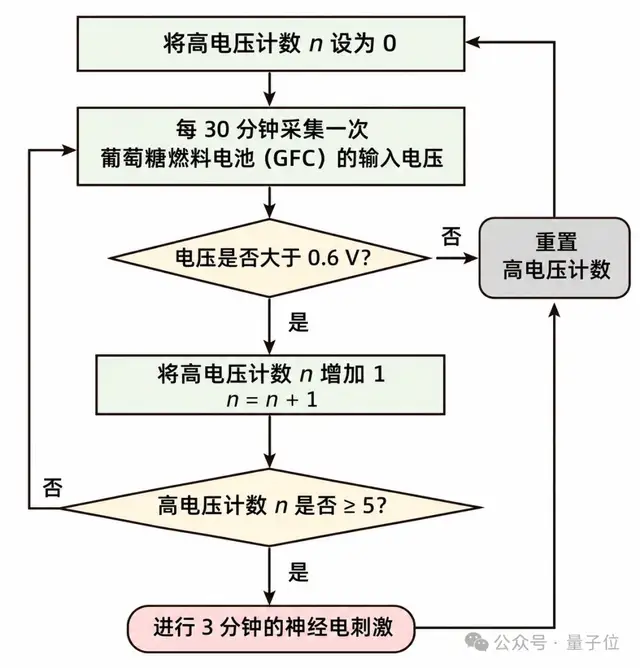 将高电压计数 n 设为 0
每 30 分钟采集一次
葡萄糖燃料电池（GFC）的输入电压
电压是否大于 0.6 V？
否
重置
高电压计数
是
将高电压计数 n 增加 1
n = n + 1
否
高电压计数 n 是否 ≥ 5？
是
进行 3 分钟的神经电刺激
公众号 · 量子位